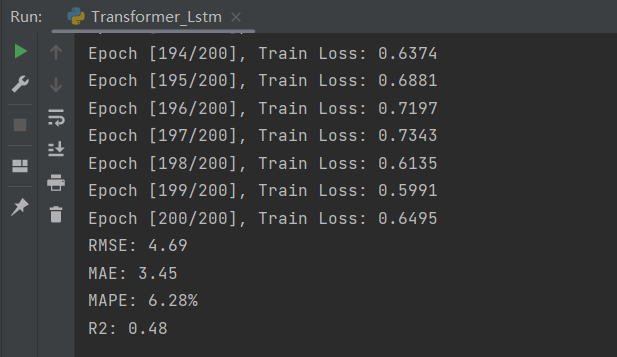 Run: Transformer_Lstm
Epoch [194/200], Train Loss: 0.6374
Epoch [195/200], Train Loss: 0.6881
Epoch [196/200], Train Loss: 0.7197
Epoch [197/200], Train Loss: 0.7343
Epoch [198/200], Train Loss: 0.6135
Epoch [199/200], Train Loss: 0.5991
Epoch [200/200], Train Loss: 0.6495
RMSE: 4.69
MAE: 3.45
MAPE: 6.28%
R2: 0.48